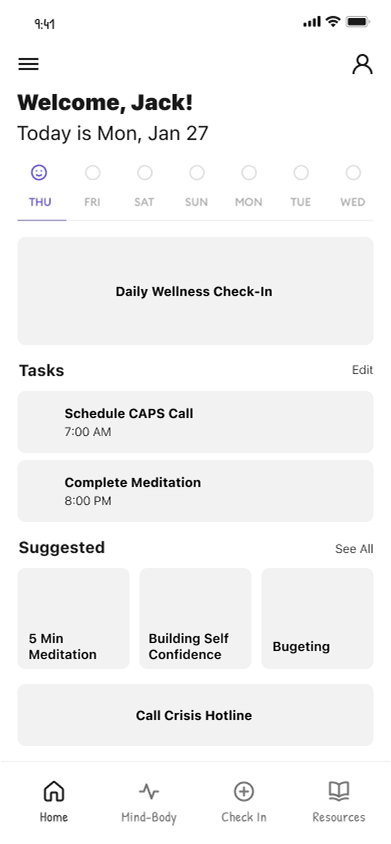 9:41
Welcome, Jack!
Today is Mon, Jan 27
THU FRI SAT SUN MON TUE WED
Daily Wellness Check-In
Tasks Edit
Schedule CAPS Call
7:00 AM
Complete Meditation
8:00 PM
Suggested See All
5 Min
Meditation
Building Self
Confidence
Bugeting
Call Crisis Hotline
Home Mind-Body Check In Resources